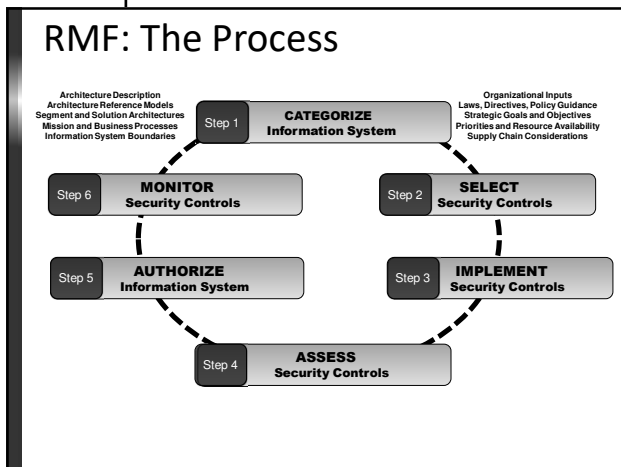 RMF: The Process
Architecture Description
Architecture Reference Models
Segment and Solution Architectures
Mission and Business Processes
Information System Boundaries
Organizational Inputs
Laws, Directives, Policy Guidance
Strategic Goals and Objectives
Priorities and Resource Availability
Supply Chain Considerations
Step 1
CATEGORIZE
Information System
Step 2
SELECT
Security Controls
Step 3
IMPLEMENT
Security Controls
Step 4
ASSESS
Security Controls
Step 5
AUTHORIZE
Information System
Step 6
MONITOR
Security Controls